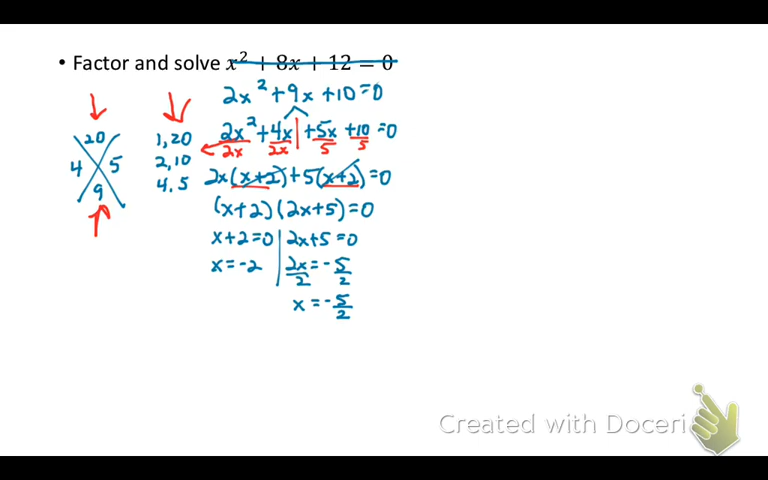 • Factor and solve x² + 8x + 12 = 0
2x² + 9x + 10 = 0
20
4 5
9
1, 20
2, 10
4, 5
2x² + 4x | + 5x + 10 = 0
2x 2x 5 5
2x(x+2) + 5(x+2) = 0
(x+2)(2x+5) = 0
x+2=0 | 2x+5=0
x=-2 | 2x/2 = -5/2
x = -5/2
Created with Doceri